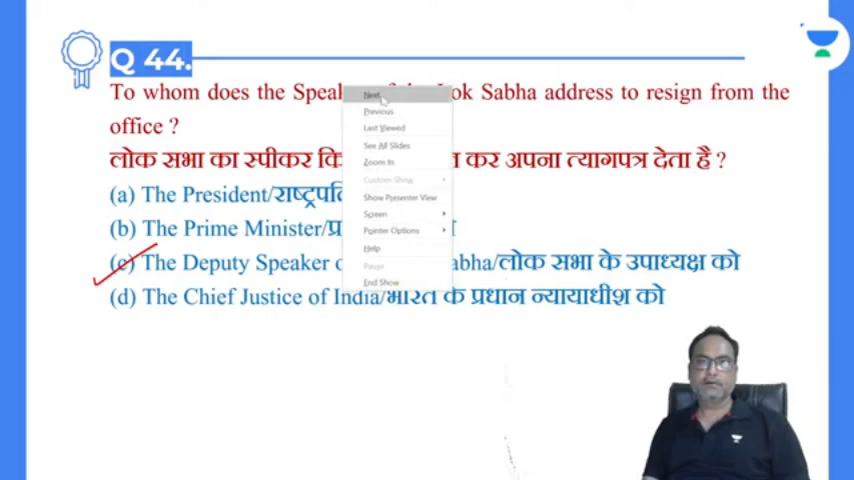 Q 44.
To whom does the Speak Lok Sabha address to resign from the
office ?
लोक सभा का स्पीकर कि कर अपना त्यागपत्र देता है ?
(a) The President/राष्ट्रपति
(b) The Prime Minister/प्र
(c) The Deputy Speaker abha/लोक सभा के उपाध्यक्ष को
(d) The Chief Justice of India/भारत के प्रधान न्यायाधीश को
Next
Previous
Last Viewed
See All Slides
Zoom In
Custom Show
Show Presenter View
Screen
Pointer Options
Help
Pause
End Show